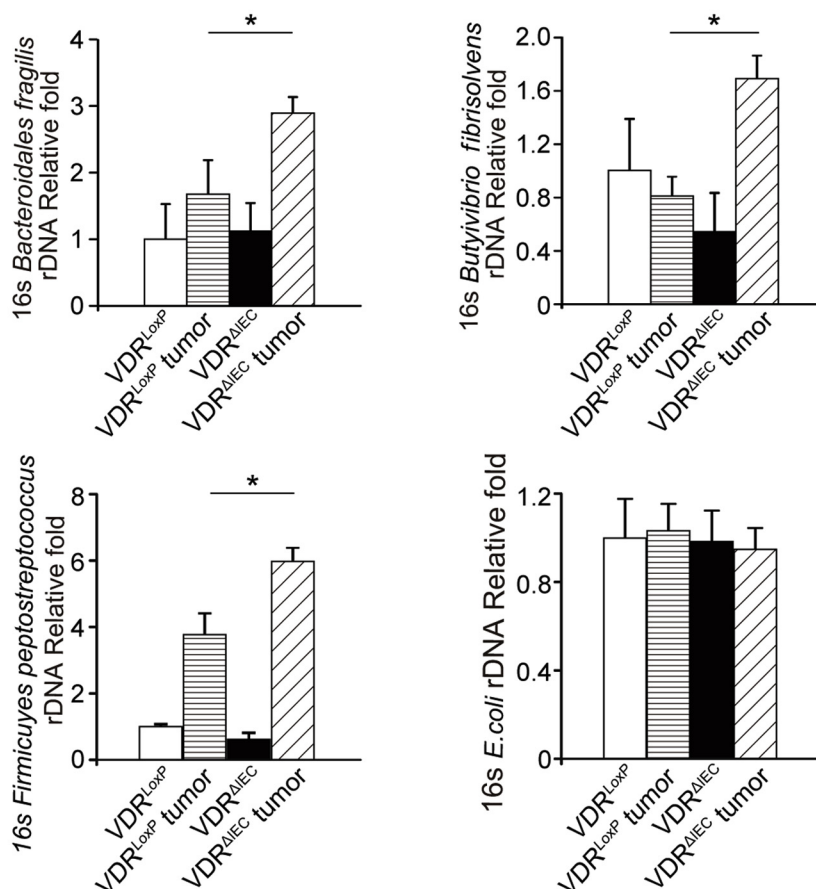 16s Bacteroidales fragilis
rDNA Relative fold
4
3
2
1
0
*
VDR^LoxP
VDR^LoxP tumor
VDR^ΔIEC
VDR^ΔIEC tumor
16s Butyivibrio fibrisolvens
rDNA Relative fold
2.0
1.6
1.2
0.8
0.4
0
*
VDR^LoxP
VDR^LoxP tumor
VDR^ΔIEC
VDR^ΔIEC tumor
16s Firmicuyes peptostreptococcus
rDNA Relative fold
8
6
4
2
0
*
VDR^LoxP
VDR^LoxP tumor
VDR^ΔIEC
VDR^ΔIEC tumor
16s E.coli rDNA Relative fold
1.2
0.8
0.4
0
VDR^LoxP
VDR^LoxP tumor
VDR^ΔIEC
VDR^ΔIEC tumor